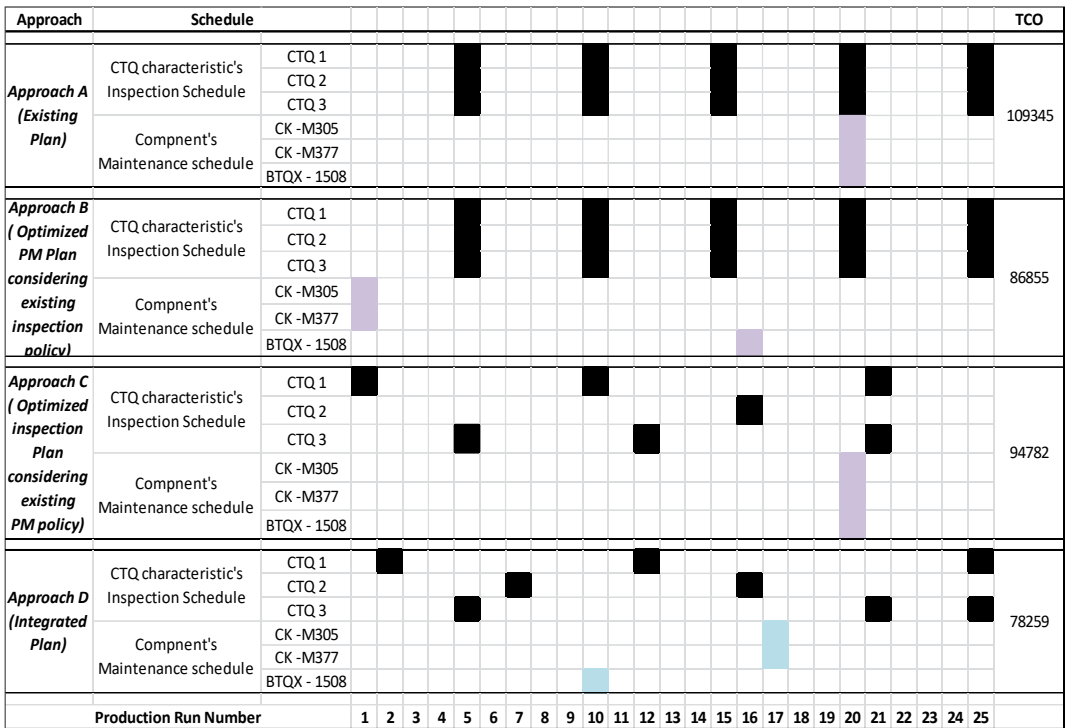 Approach Schedule TCO
Approach A
(Existing
Plan)
CTQ characteristic's
Inspection Schedule
CTQ 1
CTQ 2
CTQ 3
Compnent's
Maintenance schedule
CK -M305
CK -M377
BTQX - 1508
109345
Approach B
( Optimized
PM Plan
considering
existing
inspection
policy)
CTQ characteristic's
Inspection Schedule
CTQ 1
CTQ 2
CTQ 3
Compnent's
Maintenance schedule
CK -M305
CK -M377
BTQX - 1508
86855
Approach C
( Optimized
inspection
Plan
considering
existing
PM policy)
CTQ characteristic's
Inspection Schedule
CTQ 1
CTQ 2
CTQ 3
Compnent's
Maintenance schedule
CK -M305
CK -M377
BTQX - 1508
94782
Approach D
(Integrated
Plan)
CTQ characteristic's
Inspection Schedule
CTQ 1
CTQ 2
CTQ 3
Compnent's
Maintenance schedule
CK -M305
CK -M377
BTQX - 1508
78259
Production Run Number 1 2 3 4 5 6 7 8 9 10 11 12 13 14 15 16 17 18 19 20 21 22 23 24 25